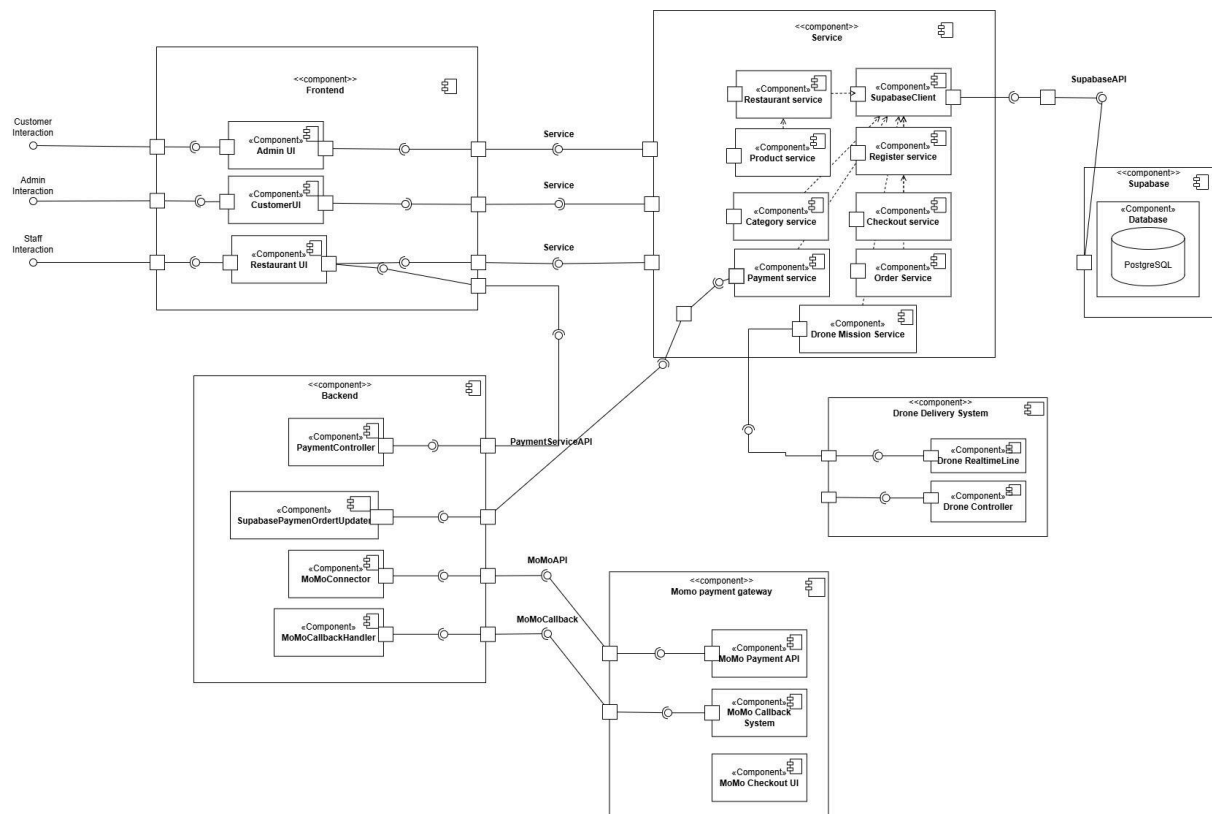 <<component>>
Service
«Component»
Restaurant service
«Component»
SupabaseClient
«Component»
Product service
«Component»
Register service
«Component»
Category service
«Component»
Checkout service
«Component»
Payment service
«Component»
Order Service
«Component»
Drone Mission Service
<<component>>
Frontend
«Component»
Admin UI
«Component»
CustomerUI
«Component»
Restaurant UI
Customer
Interaction
Admin
Interaction
Staff
Interaction
Service
Service
Service
SupabaseAPI
<<component>>
Supabase
«Component»
Database
PostgreSQL
<<component>>
Backend
«Component»
PaymentController
«Component»
SupabasePaymenOrdertUpdater
«Component»
MoMoConnector
«Component»
MoMoCallbackHandler
PaymentServiceAPI
MoMoAPI
MoMoCallback
<<component>>
Drone Delivery System
«Component»
Drone RealtimeLine
«Component»
Drone Controller
<<component>>
Momo payment gateway
«Component»
MoMo Payment API
«Component»
MoMo Callback
System
«Component»
MoMo Checkout UI